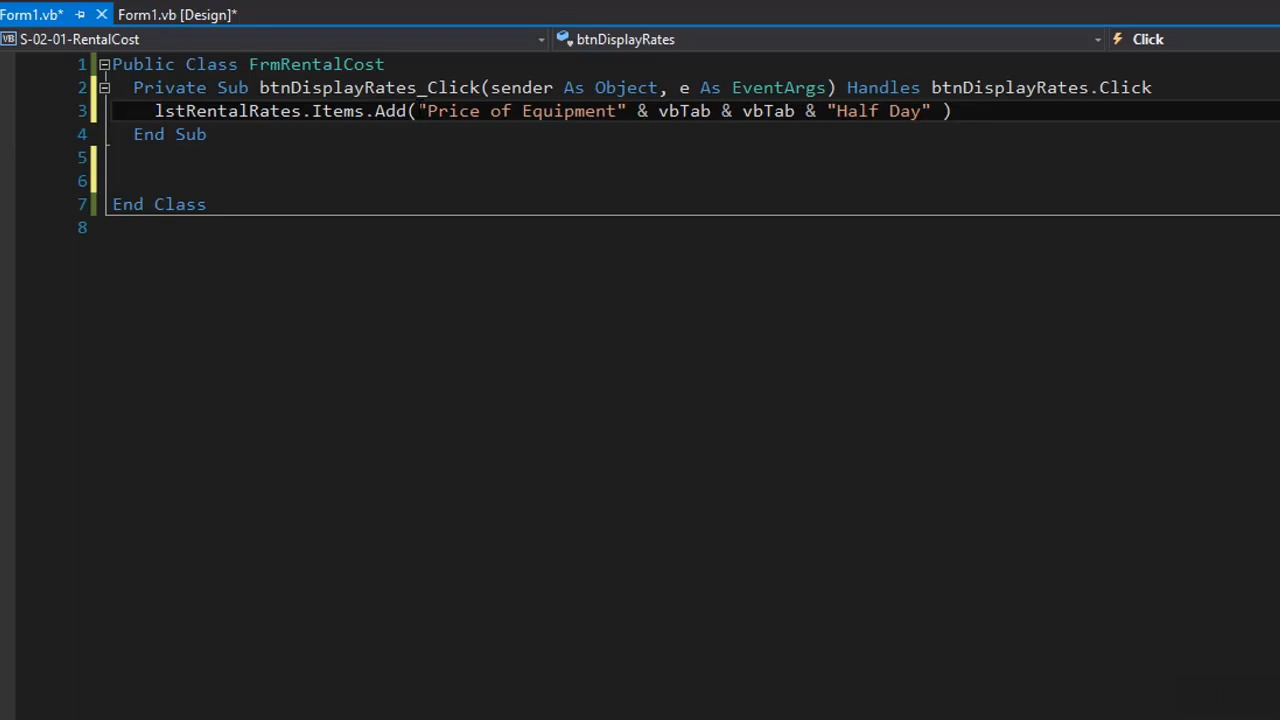 Form1.vb* Form1.vb [Design]*
VB S-02-01-RentalCost btnDisplayRates Click
1 Public Class FrmRentalCost
2 Private Sub btnDisplayRates_Click(sender As Object, e As EventArgs) Handles btnDisplayRates.Click
3 lstRentalRates.Items.Add("Price of Equipment" & vbTab & vbTab & "Half Day" )
4 End Sub
5
6
7 End Class
8